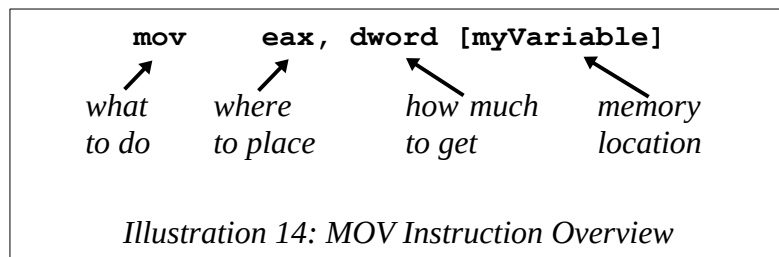 mov eax, dword [myVariable]
what where how much memory
to do to place to get location
Illustration 14: MOV Instruction Overview